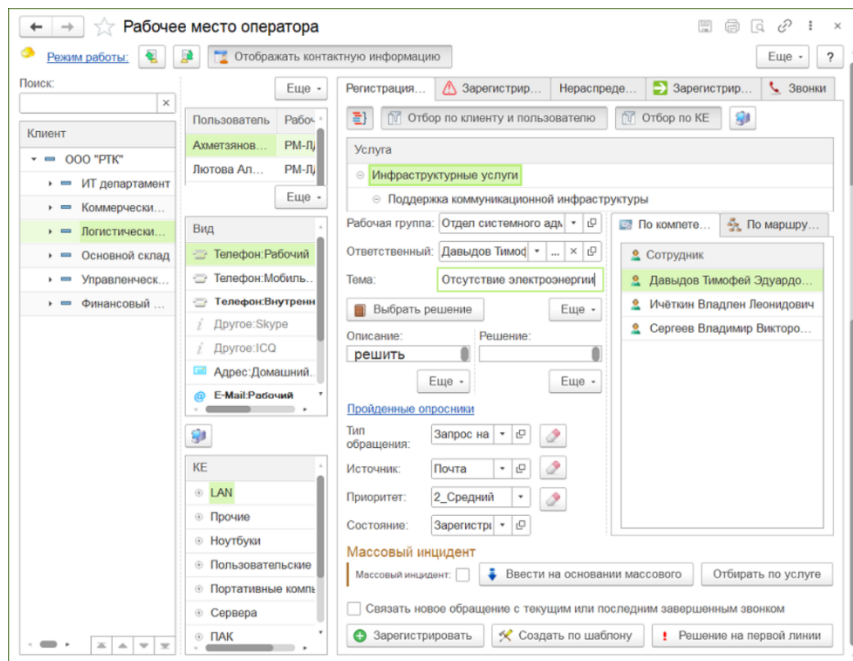 Рабочее место оператора
Режим работы:
Отображать контактную информацию
Еще
?
Поиск:
Клиент
ООО "РТК"
ИТ департамент
Коммерчески...
Логистически...
Основной склад
Управленческ...
Финансовый ...
Еще
Пользователь
Ахметзянов... РМ-Л
Лютова Ал... РМ-Л
Еще
Вид
Телефон:Рабочий
Телефон:Мобиль...
Телефон:Внутренн
Другое:Skype
Другое:ICQ
Адрес:Домашний.
E-Mail:Рабочий
КЕ
LAN
Прочие
Ноутбуки
Пользовательские
Портативные компь
Сервера
ПАК
Регистрация... Зарегистрир... Нераспреде... Зарегистрир... Звонки
Отбор по клиенту и пользователю Отбор по КЕ
Услуга
Инфраструктурные услуги
Поддержка коммуникационной инфраструктуры
Рабочая группа: Отдел системного адм
Ответственный: Давыдов Тимоф
Тема: Отсутствие электроэнергии
Выбрать решение Еще
Описание: Решение:
решить
Еще Еще
Пройденные опросники
Тип
обращения: Запрос на
Источник: Почта
Приоритет: 2_Средний
Состояние: Зарегистри
По компете... По маршру...
Сотрудник
Давыдов Тимофей Эдуардо...
Ичёткин Владлен Леонидович
Сергеев Владимир Викторо...
Массовый инцидент
Массовый инцидент: Ввести на основании массового Отбирать по услуге
Связать новое обращение с текущим или последним завершенным звонком
Зарегистрировать Создать по шаблону Решение на первой линии